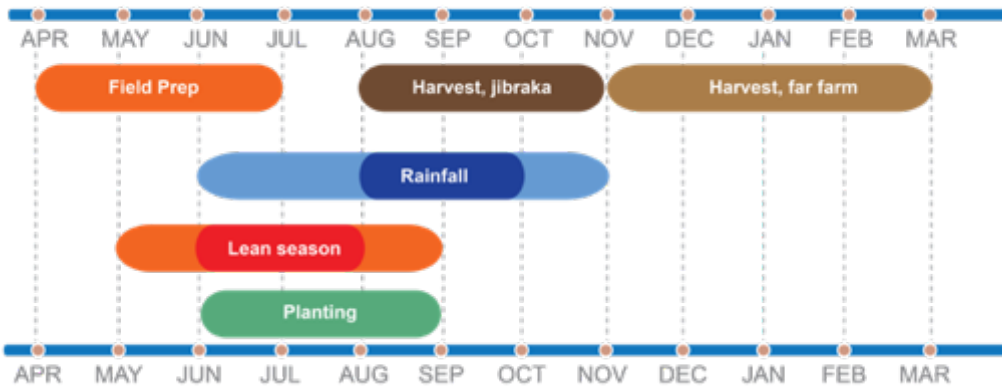 APR MAY JUN JUL AUG SEP OCT NOV DEC JAN FEB MAR
Field Prep Harvest, jibraka Harvest, far farm
Rainfall
Lean season
Planting
APR MAY JUN JUL AUG SEP OCT NOV DEC JAN FEB MAR